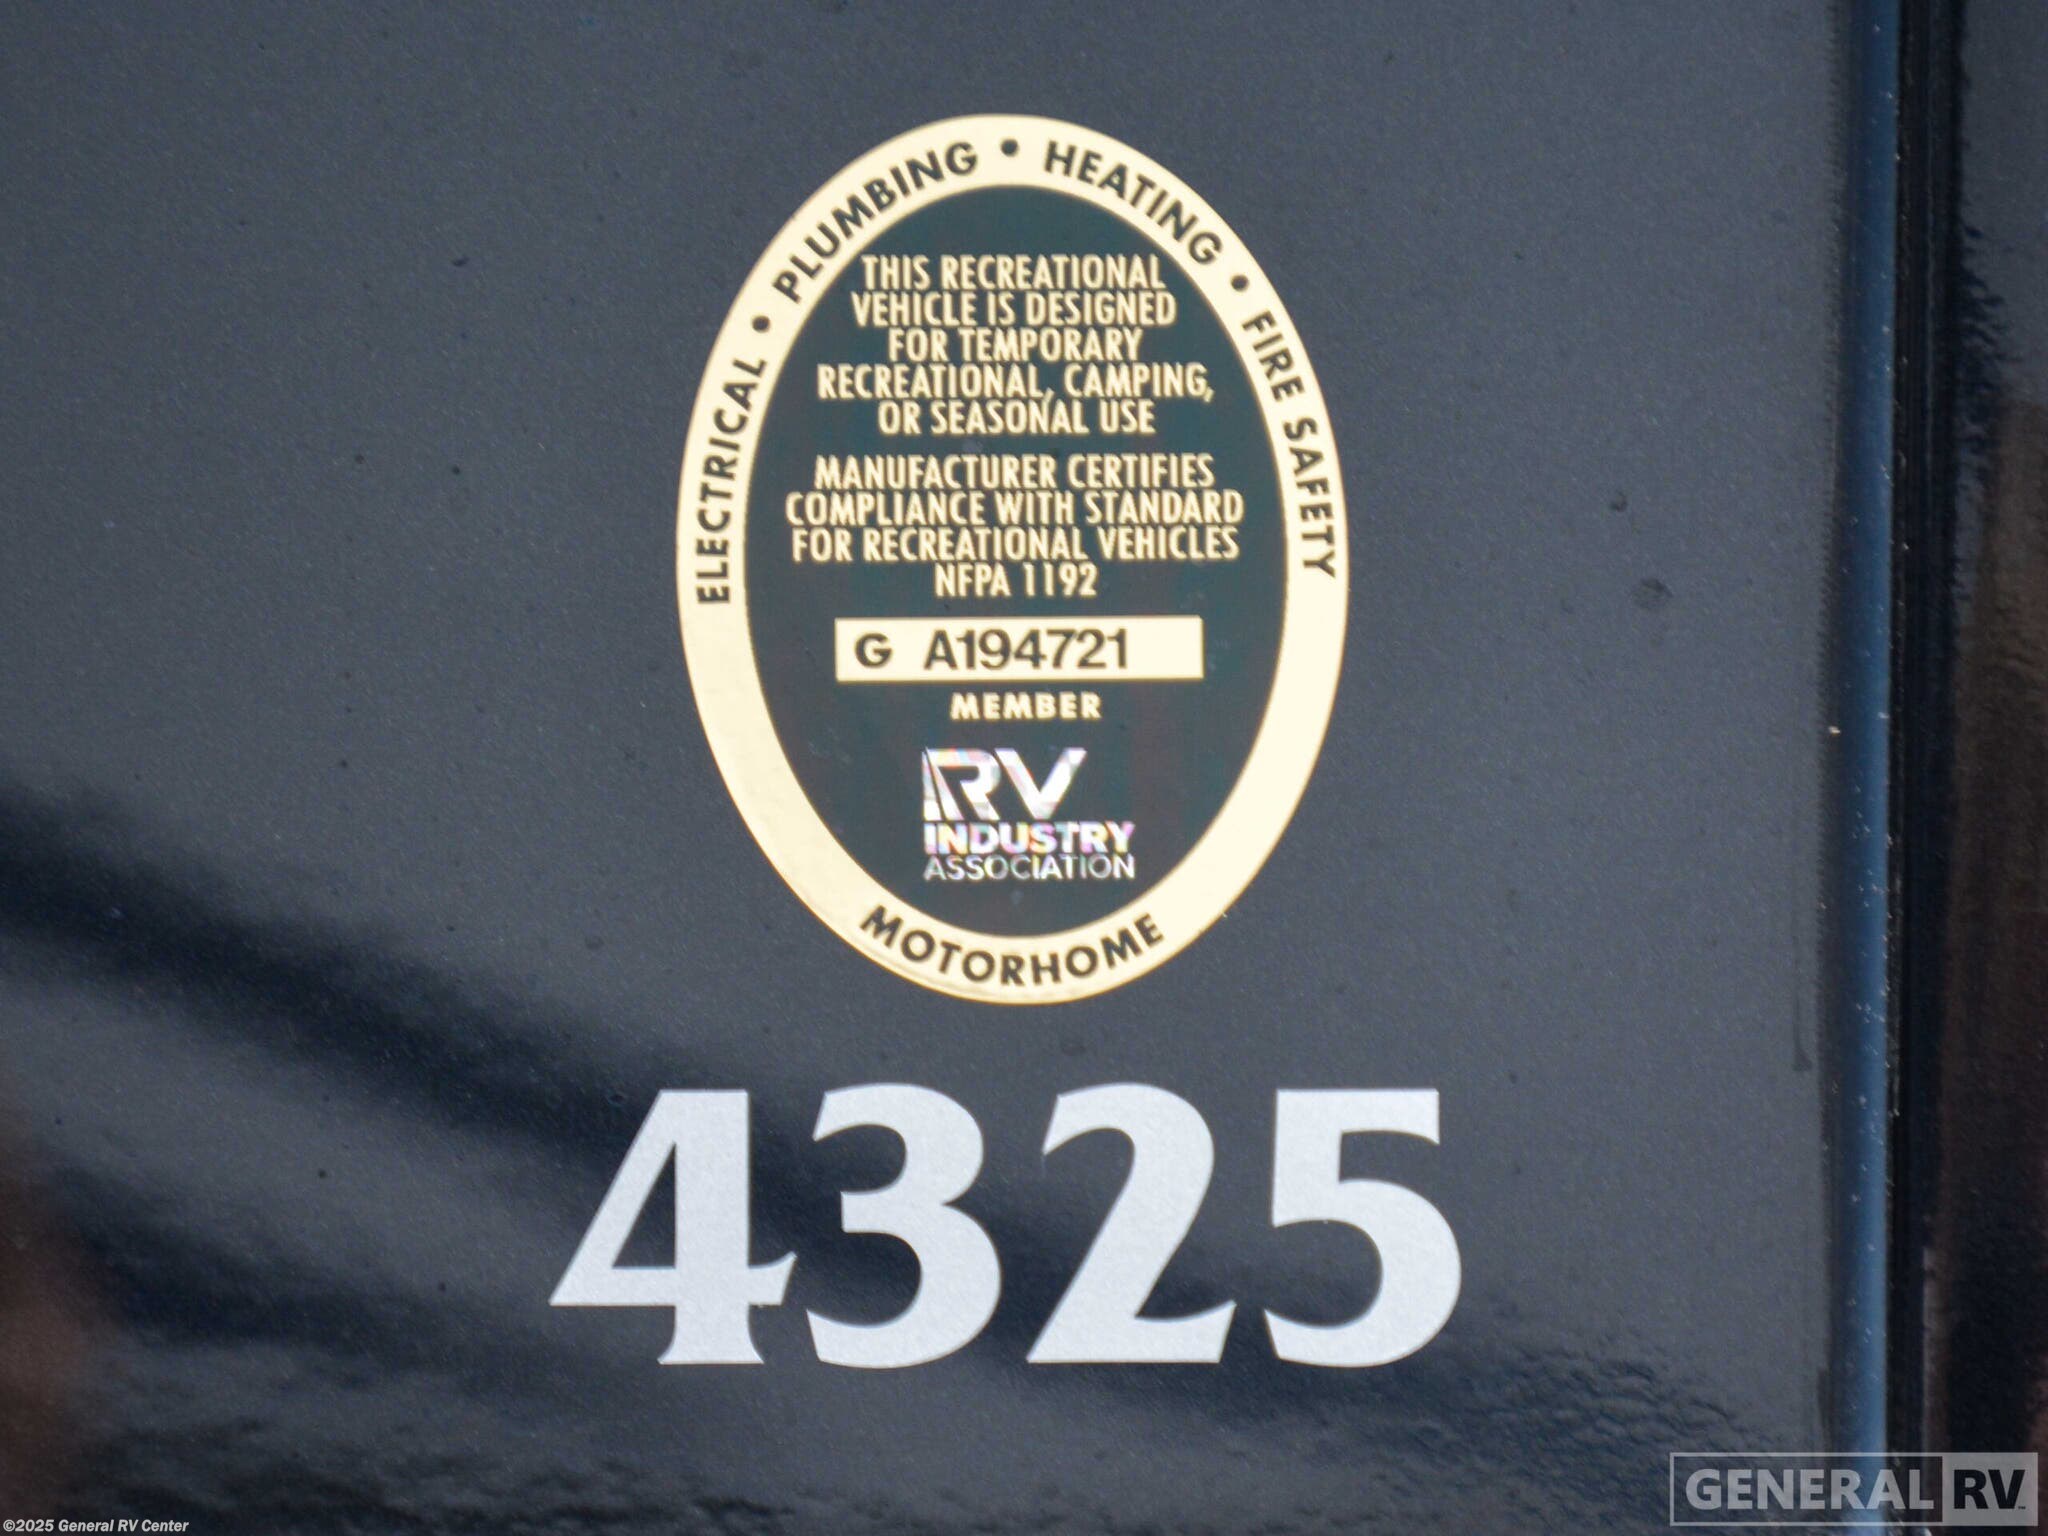 ELECTRICAL • PLUMBING • HEATING • FIRE SAFETY
THIS RECREATIONAL
VEHICLE IS DESIGNED
FOR TEMPORARY
RECREATIONAL, CAMPING,
OR SEASONAL USE
MANUFACTURER CERTIFIES
COMPLIANCE WITH STANDARD
FOR RECREATIONAL VEHICLES
NFPA 1192
G A194721
MEMBER
RV
INDUSTRY
ASSOCIATION
MOTORHOME
4325
GENERAL RV™
©2025 General RV Center